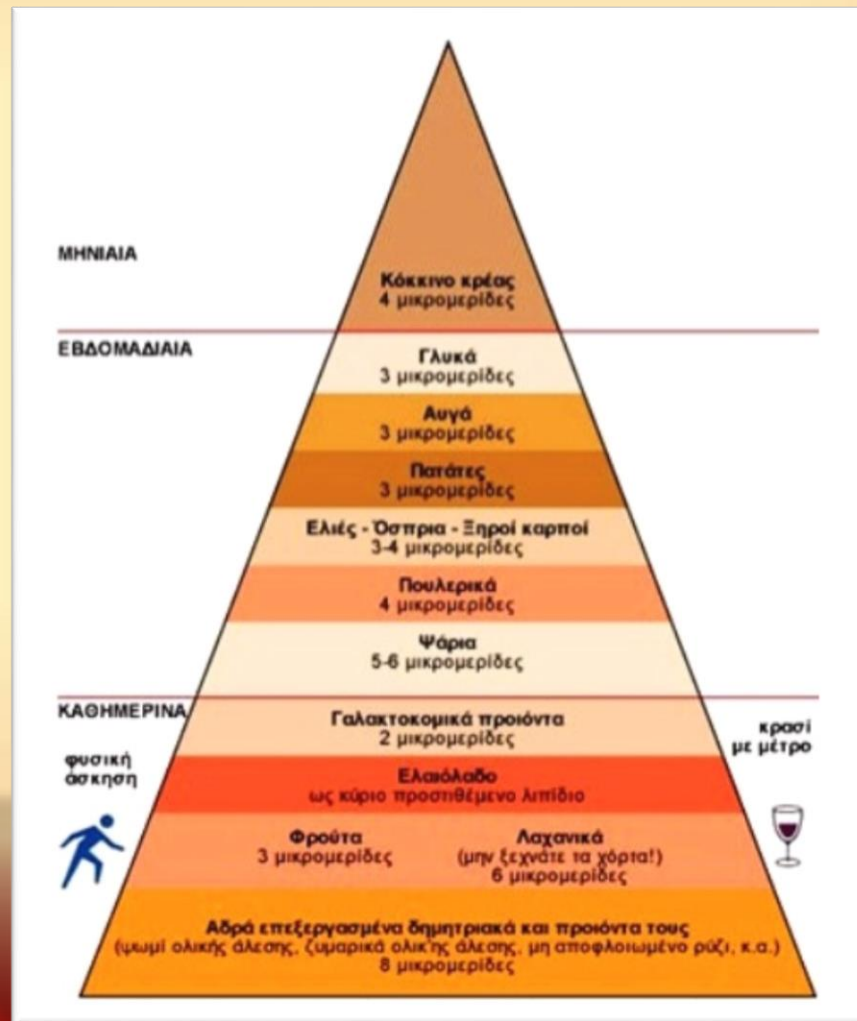 ΜΗΝΙΑΙΑ
Κόκκινο κρέας
4 μικρομερίδες
ΕΒΔΟΜΑΔΙΑΙΑ
Γλυκά
3 μικρομερίδες
Αυγά
3 μικρομερίδες
Πατάτες
3 μικρομερίδες
Ελιές - Όσπρια - Ξηροί καρποί
3-4 μικρομερίδες
Πουλερικά
4 μικρομερίδες
Ψάρια
5-6 μικρομερίδες
ΚΑΘΗΜΕΡΙΝΑ
Γαλακτοκομικά προιόντα
2 μικρομερίδες
κρασί
με μέτρο
φυσική
άσκηση
Ελαιόλαδο
ως κύριο προστιθέμενο λιπίδιο
Φρούτα
3 μικρομερίδες
Λαχανικά
(μην ξεχνάτε τα χόρτα!)
6 μικρομερίδες
Αδρά επεξεργασμένα δημητριακά και προιόντα τους
(ψωμί ολικής άλεσης, ζυμαρικά ολικ'ης άλεσης, μη αποφλοιωμένο ρύζι, κ.α.)
8 μικρομερίδες